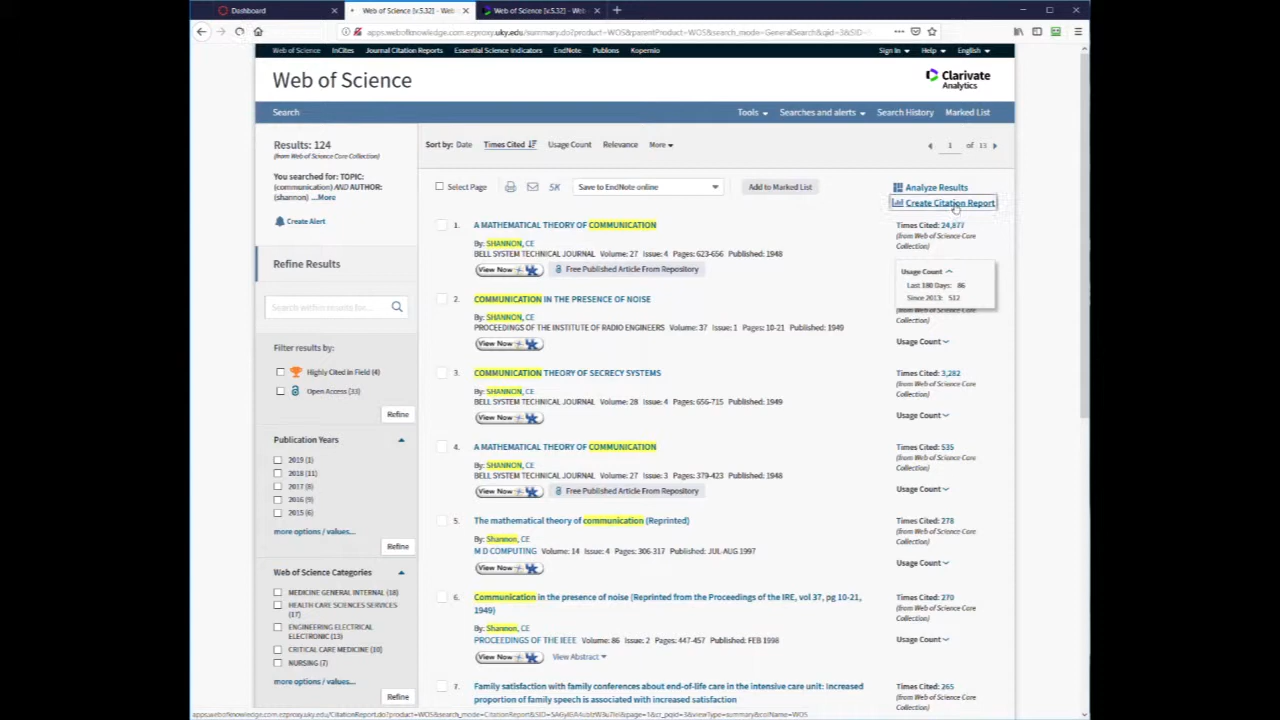 Dashboard
Web of Science [v.5.32] - Web
Web of Science [v.5.32] - Web
apps.webofknowledge.com.ezproxy.uky.edu/summary.do?product=WOS&parentProduct=WOS&search_mode=GeneralSearch&qid=3&SID=
Web of Science InCites Journal Citation Reports Essential Science Indicators EndNote Publons Kopernio Sign In Help English
Web of Science
Clarivate
Analytics
Search Tools Searches and alerts Search History Marked List
Results: 124
(from Web of Science Core Collection)
You searched for: TOPIC:
(communication) AND AUTHOR:
(shannon) ...More
Create Alert
Refine Results
Search within results for...
Filter results by:
Highly Cited in Field (4)
Open Access (33)
Refine
Publication Years
2019 (1)
2018 (11)
2017 (8)
2016 (9)
2015 (6)
more options / values...
Refine
Web of Science Categories
MEDICINE GENERAL INTERNAL (18)
HEALTH CARE SCIENCES SERVICES
(17)
ENGINEERING ELECTRICAL
ELECTRONIC (13)
CRITICAL CARE MEDICINE (10)
NURSING (7)
more options / values...
Refine
Sort by: Date Times Cited Usage Count Relevance More
1 of 13
Select Page 5K Save to EndNote online Add to Marked List
Analyze Results
Create Citation Report
1. A MATHEMATICAL THEORY OF COMMUNICATION
By: SHANNON, CE
BELL SYSTEM TECHNICAL JOURNAL Volume: 27 Issue: 4 Pages: 623-656 Published: 1948
View Now Free Published Article From Repository
Times Cited: 24,877
(from Web of Science Core
Collection)
Usage Count
Last 180 Days: 86
Since 2013: 512
2. COMMUNICATION IN THE PRESENCE OF NOISE
By: SHANNON, CE
PROCEEDINGS OF THE INSTITUTE OF RADIO ENGINEERS Volume: 37 Issue: 1 Pages: 10-21 Published: 1949
View Now
Collection)
Usage Count
3. COMMUNICATION THEORY OF SECRECY SYSTEMS
By: SHANNON, CE
BELL SYSTEM TECHNICAL JOURNAL Volume: 28 Issue: 4 Pages: 656-715 Published: 1949
View Now
Times Cited: 3,282
(from Web of Science Core
Collection)
Usage Count
4. A MATHEMATICAL THEORY OF COMMUNICATION
By: SHANNON, CE
BELL SYSTEM TECHNICAL JOURNAL Volume: 27 Issue: 3 Pages: 379-423 Published: 1948
View Now Free Published Article From Repository
Times Cited: 535
(from Web of Science Core
Collection)
Usage Count
5. The mathematical theory of communication (Reprinted)
By: Shannon, CE
M D COMPUTING Volume: 14 Issue: 4 Pages: 306-317 Published: JUL-AUG 1997
View Now
Times Cited: 278
(from Web of Science Core
Collection)
Usage Count
6. Communication in the presence of noise (Reprinted from the Proceedings of the IRE, vol 37, pg 10-21,
1949)
By: Shannon, CE
PROCEEDINGS OF THE IEEE Volume: 86 Issue: 2 Pages: 447-457 Published: FEB 1998
View Now View Abstract
Times Cited: 270
(from Web of Science Core
Collection)
Usage Count
7. Family satisfaction with family conferences about end-of-life care in the intensive care unit: Increased
proportion of family speech is associated with increased satisfaction
Times Cited: 265
(from Web of Science Core
Collection)